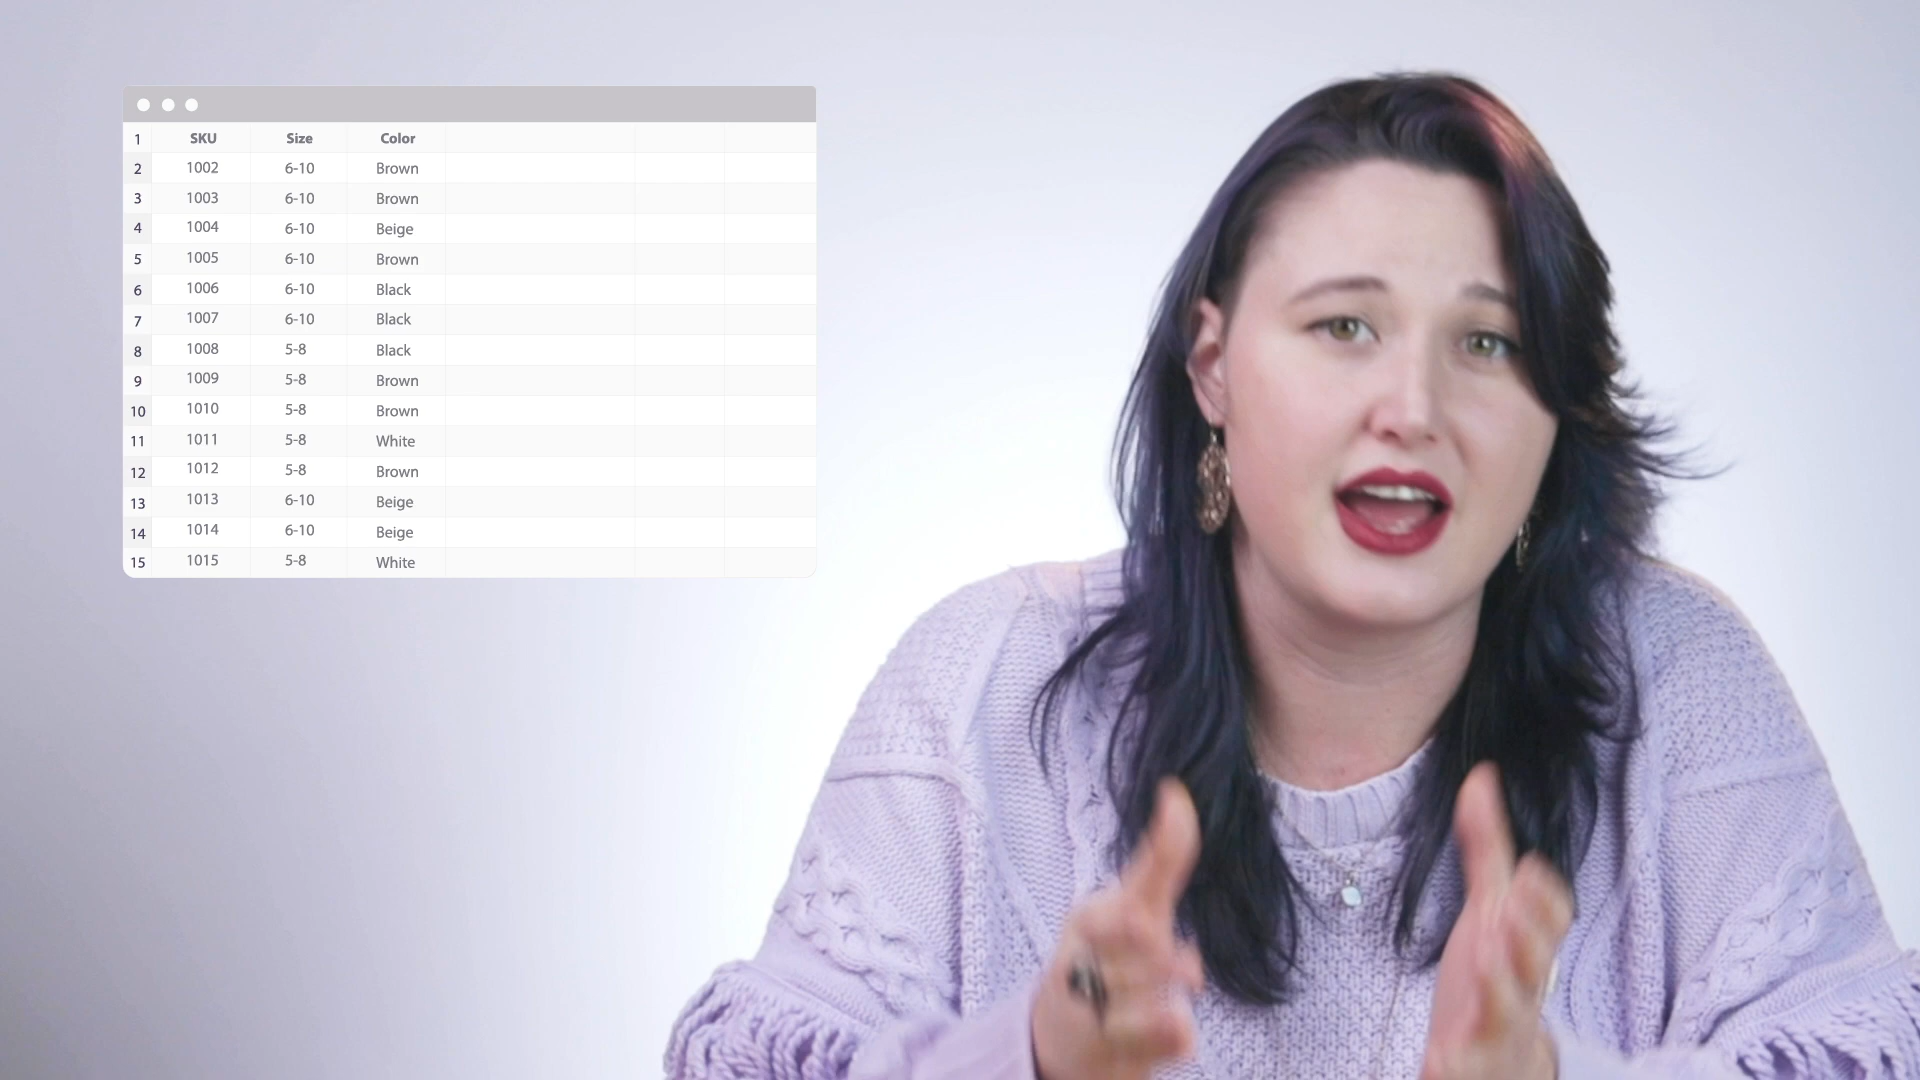 1 SKU Size Color
2 1002 6-10 Brown
3 1003 6-10 Brown
4 1004 6-10 Beige
5 1005 6-10 Brown
6 1006 6-10 Black
7 1007 6-10 Black
8 1008 5-8 Black
9 1009 5-8 Brown
10 1010 5-8 Brown
11 1011 5-8 White
12 1012 5-8 Brown
13 1013 6-10 Beige
14 1014 6-10 Beige
15 1015 5-8 White